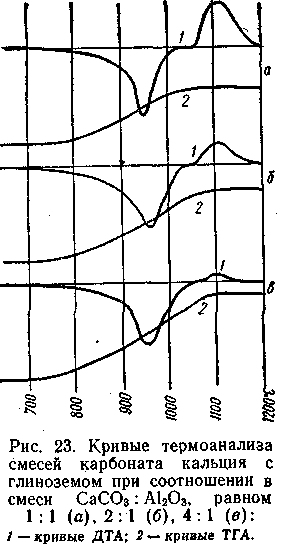 1
2
а
1
2
б
1
2
в
700
800
900
1000
1100
1200°C
Рис. 23. Кривые термоанализа
смесей карбоната кальция с
глиноземом при соотношении в
смеси CaCO₃ : Al₂O₃, равном
1 : 1 (а), 2 : 1 (б), 4 : 1 (в):
1 — кривые ДТА; 2 — кривые ТГА.